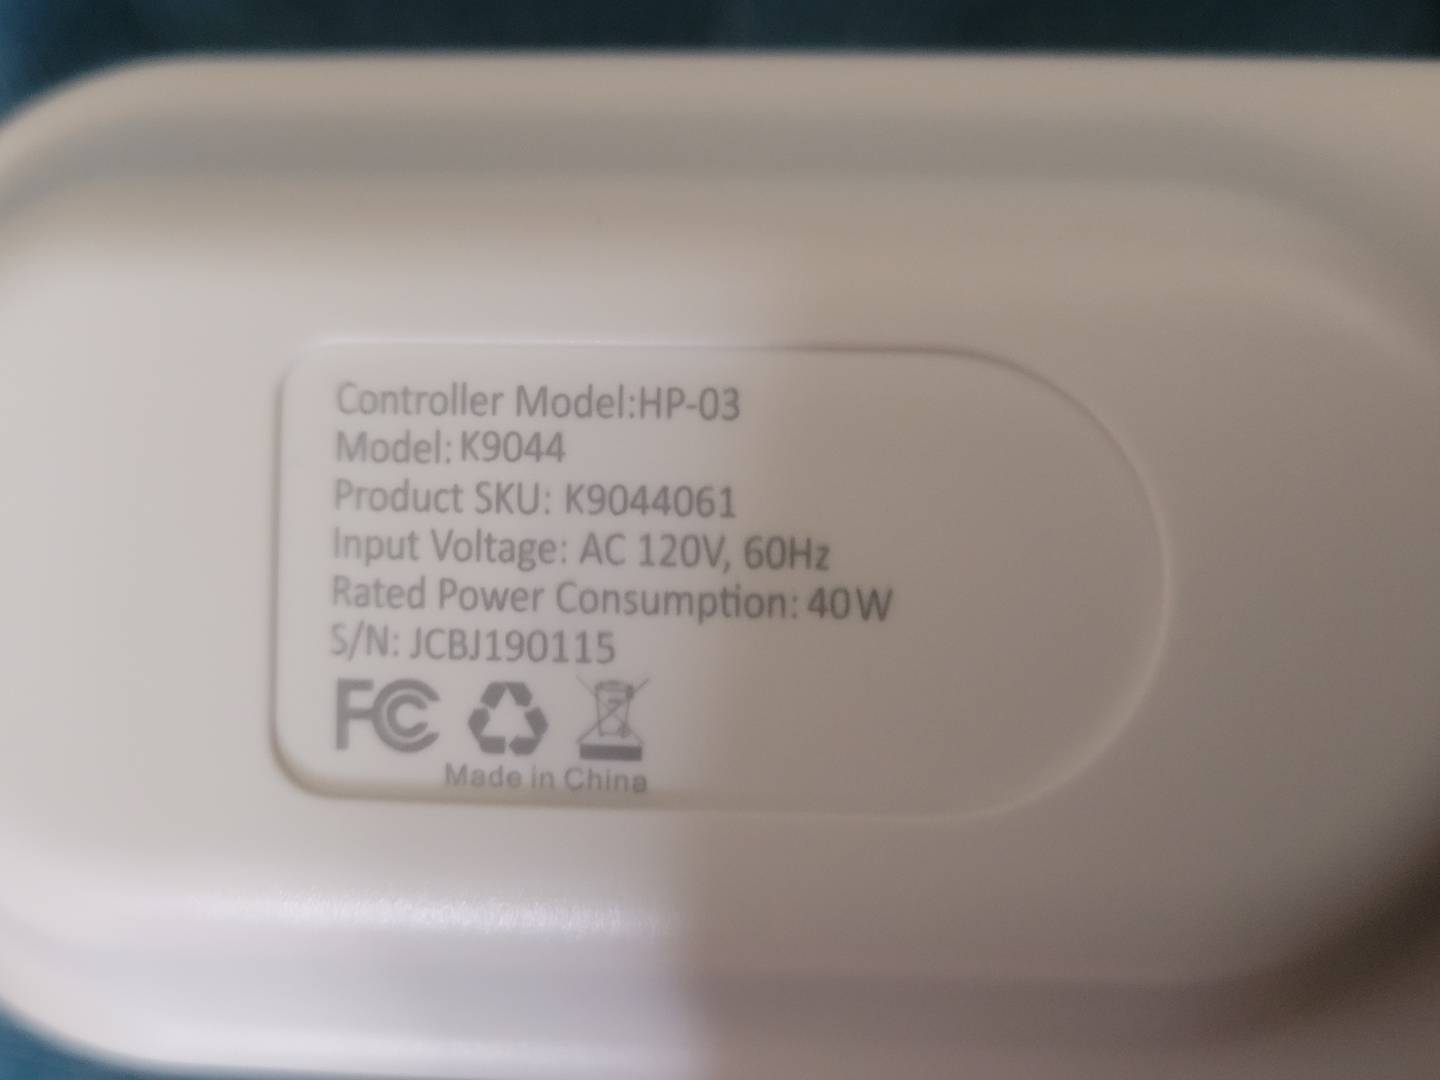 Controller Model:HP-03
Model: K9044
Product SKU: K9044061
Input Voltage: AC 120V, 60Hz
Rated Power Consumption: 40W
S/N: JCBJ190115
FC
Made in China